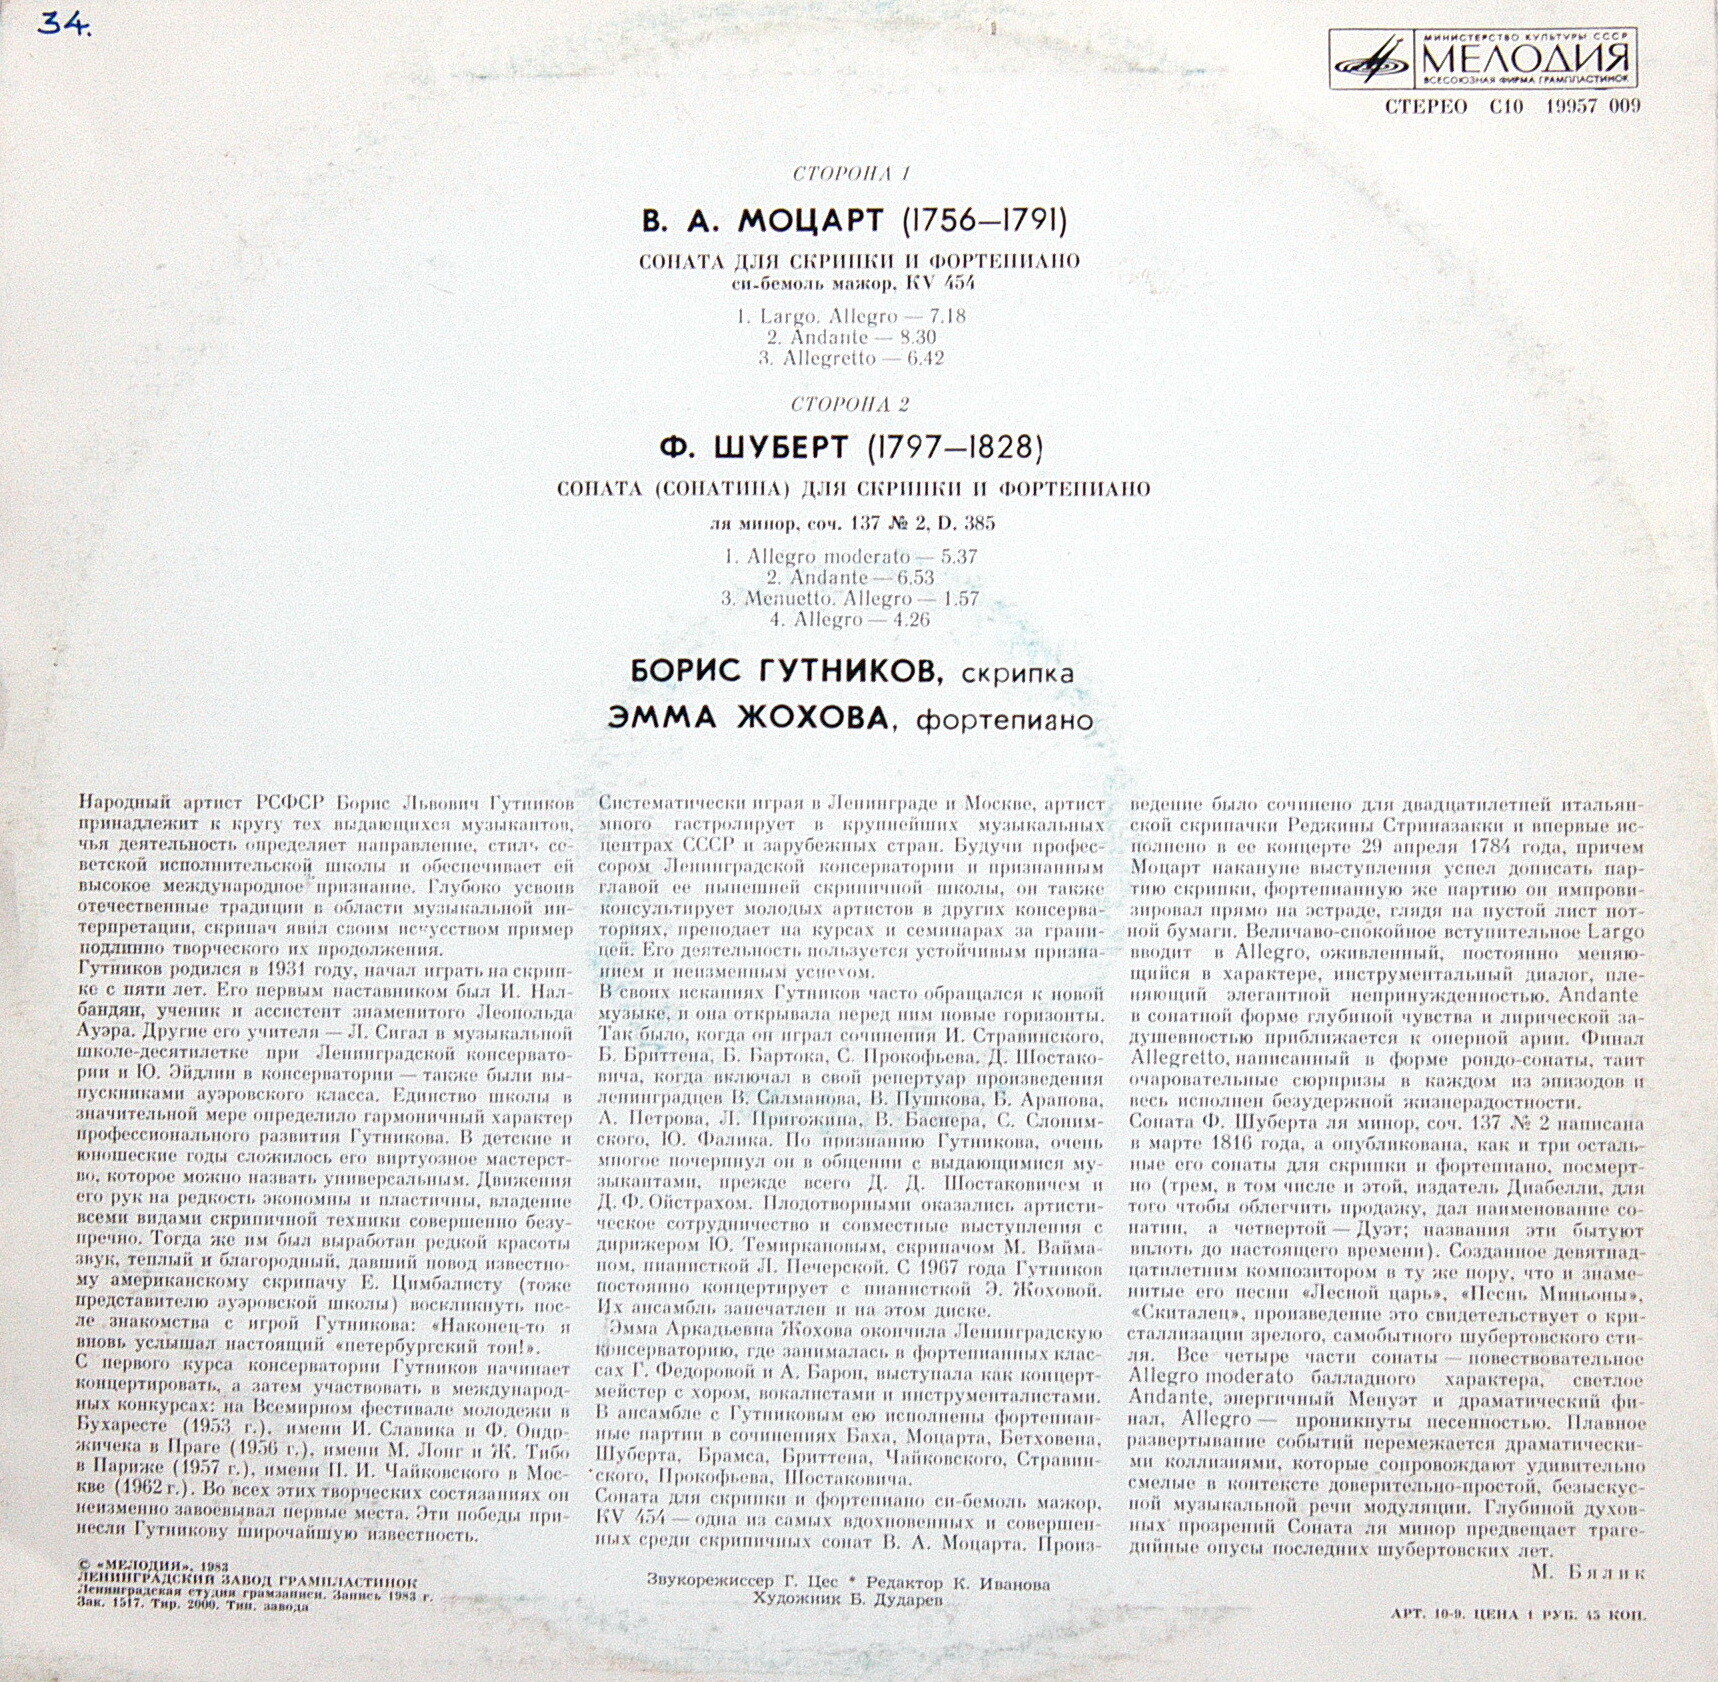 34.
МИНИСТЕРСТВО КУЛЬТУРЫ СССР
МЕЛОДИЯ
ВСЕСОЮЗНАЯ ФИРМА ГРАМПЛАСТИНОК
СТЕРЕО С10 19957 009
СТОРОНА 1
В. А. МОЦАРТ (1756—1791)
СОНАТА ДЛЯ СКРИПКИ И ФОРТЕПИАНО
си-бемоль мажор, KV 454
1. Largo. Allegro — 7.18
2. Andante — 8.30
3. Allegretto — 6.42
СТОРОНА 2
Ф. ШУБЕРТ (1797—1828)
СОНАТА (СОНАТИНА) ДЛЯ СКРИПКИ И ФОРТЕПИАНО
ля минор, соч. 137 № 2, D. 385
1. Allegro moderato — 5.37
2. Andante — 6.53
3. Menuetto. Allegro — 1.57
4. Allegro — 4.26
БОРИС ГУТНИКОВ, скрипка
ЭММА ЖОХОВА, фортепиано
Народный артист РСФСР Борис Львович Гутников
принадлежит к кругу тех выдающихся музыкантов,
чья деятельность определяет направление, стиль со-
ветской исполнительской школы и обеспечивает ей
высокое международное признание. Глубоко усвоив
отечественные традиции в области музыкальной ин-
терпретации, скрипач явил своим искусством пример
подлинно творческого их продолжения.
Гутников родился в 1931 году, начал играть на скрип-
ке с пяти лет. Его первым наставником был И. Нал-
бандян, ученик и ассистент знаменитого Леопольда
Ауэра. Другие его учителя — Л. Сигал в музыкальной
школе-десятилетке при Ленинградской консервато-
рии и Ю. Эйдлин в консерватории — также были вы-
пускниками ауэровского класса. Единство школы в
значительной мере определило гармоничный характер
профессионального развития Гутникова. В детские и
юношеские годы сложилось его виртуозное мастерст-
во, которое можно назвать универсальным. Движения
его рук на редкость экономны и пластичны, владение
всеми видами скрипичной техники совершенно безу-
пречно. Тогда же им был выработан редкой красоты
звук, теплый и благородный, давший повод известно-
му американскому скрипачу Е. Цимбалисту (тоже
представителю ауэровской школы) воскликнуть пос-
ле знакомства с игрой Гутникова: «Наконец-то я
вновь услышал настоящий «петербургский тон!».
С первого курса консерватории Гутников начинает
концертировать, а затем участвовать в международ-
ных конкурсах: на Всемирном фестивале молодежи в
Бухаресте (1953 г.), имени И. Славика и Ф. Ондр-
жичека в Праге (1956 г.), имени М. Лонг и Ж. Тибо
в Париже (1957 г.), имени П. И. Чайковского в Мос-
кве (1962 г.). Во всех этих творческих состязаниях он
неизменно завоевывал первые места. Эти победы при-
несли Гутникову широчайшую известность.
Систематически играя в Ленинграде и Москве, артист
много гастролирует в крупнейших музыкальных
центрах СССР и зарубежных стран. Будучи профес-
сором Ленинградской консерватории и признанным
главой ее нынешней скрипичной школы, он также
консультирует молодых артистов в других консерва-
ториях, преподает на курсах и семинарах за грани-
цей. Его деятельность пользуется устойчивым призна-
нием и неизменным успехом.
В своих исканиях Гутников часто обращался к новой
музыке, и она открывала перед ним новые горизонты.
Так было, когда он играл сочинения И. Стравинского,
Б. Бриттена, Б. Бартока, С. Прокофьева, Д. Шостако-
вича, когда включал в свой репертуар произведения
ленинградцев В. Салманова, В. Пушкова, Б. Арапова,
А. Петрова, Л. Пригожина, В. Баснера, С. Слоним-
ского, Ю. Фалика. По признанию Гутникова, очень
многое почерпнул он в общении с выдающимися му-
зыкантами, прежде всего Д. Д. Шостаковичем и
Д. Ф. Ойстрахом. Плодотворными оказались артисти-
ческое сотрудничество и совместные выступления с
дирижером Ю. Темиркановым, скрипачом М. Вайма-
ном, пианисткой Л. Печерской. С 1967 года Гутников
постоянно концертирует с пианисткой Э. Жоховой.
Их ансамбль запечатлен и на этом диске.
Эмма Аркадьевна Жохова окончила Ленинградскую
консерваторию, где занималась в фортепианных клас-
сах Г. Федоровой и А. Барон, выступала как концерт-
мейстер с хором, вокалистами и инструменталистами.
В ансамбле с Гутниковым ею исполнены фортепиан-
ные партии в сочинениях Баха, Моцарта, Бетховена,
Шуберта, Брамса, Бриттена, Чайковского, Стравин-
ского, Прокофьева, Шостаковича.
Соната для скрипки и фортепиано си-бемоль мажор,
KV 454 — одна из самых вдохновенных и совершен-
ных среди скрипичных сонат В. А. Моцарта. Произ-
ведение было сочинено для двадцатилетней итальян-
ской скрипачки Реджины Стриназакки и впервые ис-
полнено в ее концерте 29 апреля 1784 года, причем
Моцарт накануне выступления успел дописать пар-
тию скрипки, фортепианную же партию он импрови-
зировал прямо на эстраде, глядя на пустой лист нот-
ной бумаги. Величаво-спокойное вступительное Largo
вводит в Allegro, оживленный, постоянно меняю-
щийся в характере, инструментальный диалог, пле-
няющий элегантной непринужденностью. Andante
в сонатной форме глубиной чувства и лирической за-
душевностью приближается к оперной арии. Финал
Allegretto, написанный в форме рондо-сонаты, таит
очаровательные сюрпризы в каждом из эпизодов и
весь исполнен безудержной жизнерадостности.
Соната Ф. Шуберта ля минор, соч. 137 № 2 написана
в марте 1816 года, а опубликована, как и три осталь-
ные его сонаты для скрипки и фортепиано, посмерт-
но (трем, в том числе и этой, издатель Диабелли, для
того чтобы облегчить продажу, дал наименование со-
натин, а четвертой — Дуэт; названия эти бытуют
вплоть до настоящего времени). Созданное девятнад-
цатилетним композитором в ту же пору, что и знаме-
нитые его песни «Лесной царь», «Песнь Миньоны»,
«Скиталец», произведение это свидетельствует о кри-
сталлизации зрелого, самобытного шубертовского сти-
ля. Все четыре части сонаты — повествовательное
Allegro moderato балладного характера, светлое
Andante, энергичный Менуэт и драматический фи-
нал, Allegro — проникнуты песенностью. Плавное
развертывание событий перемежается драматически-
ми коллизиями, которые сопровождают удивительно
смелые в контексте доверительно-простой, безыскус-
ной музыкальной речи модуляции. Глубиной духов-
ных прозрений Соната ля минор предвещает траге-
дийные опусы последних шубертовских лет.
М. Бялик
© «МЕЛОДИЯ», 1983
ЛЕНИНГРАДСКИЙ ЗАВОД ГРАМПЛАСТИНОК
Ленинградская студия грамзаписи. Запись 1983 г.
Зак. 1517. Тир. 2000. Тип. завода
Звукорежиссер Г. Цес * Редактор К. Иванова
Художник Б. Дударев
АРТ. 10-9. ЦЕНА 1 РУБ. 45 КОП.